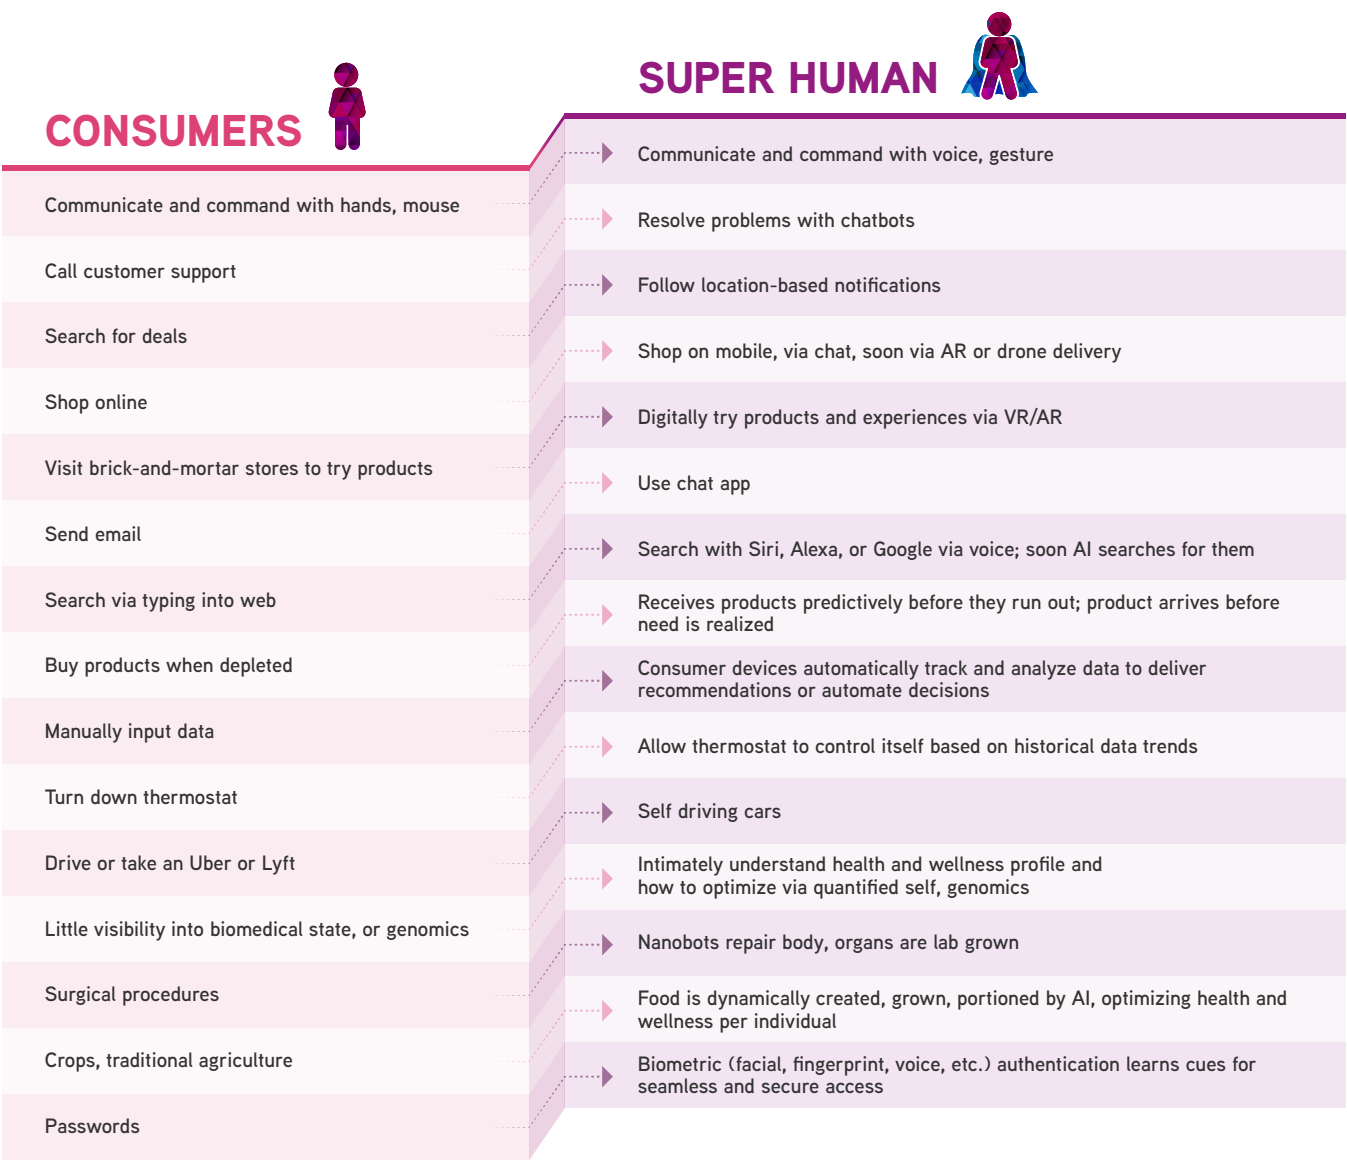 CONSUMERS
SUPER HUMAN
Communicate and command with hands, mouse
Communicate and command with voice, gesture
Call customer support
Resolve problems with chatbots
Search for deals
Follow location-based notifications
Shop online
Shop on mobile, via chat, soon via AR or drone delivery
Visit brick-and-mortar stores to try products
Digitally try products and experiences via VR/AR
Send email
Use chat app
Search via typing into web
Search with Siri, Alexa, or Google via voice; soon AI searches for them
Buy products when depleted
Receives products predictively before they run out; product arrives before
need is realized
Manually input data
Consumer devices automatically track and analyze data to deliver
recommendations or automate decisions
Turn down thermostat
Allow thermostat to control itself based on historical data trends
Drive or take an Uber or Lyft
Self driving cars
Little visibility into biomedical state, or genomics
Intimately understand health and wellness profile and
how to optimize via quantified self, genomics
Surgical procedures
Nanobots repair body, organs are lab grown
Crops, traditional agriculture
Food is dynamically created, grown, portioned by AI, optimizing health and
wellness per individual
Passwords
Biometric (facial, fingerprint, voice, etc.) authentication learns cues for
seamless and secure access